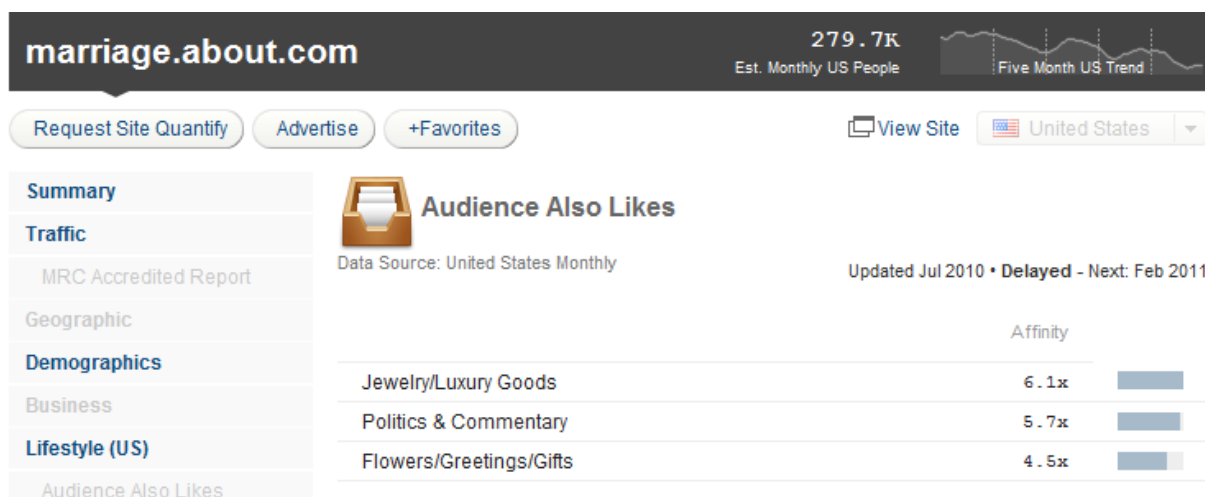 marriage.about.com
279.7K
Est. Monthly US People
Five Month US Trend
Request Site Quantify
Advertise
+Favorites
View Site
United States
Summary
Traffic
MRC Accredited Report
Geographic
Demographics
Business
Lifestyle (US)
Audience Also Likes
Audience Also Likes
Data Source: United States Monthly
Updated Jul 2010 • Delayed - Next: Feb 2011
Affinity
Jewelry/Luxury Goods 6.1x
Politics & Commentary 5.7x
Flowers/Greetings/Gifts 4.5x